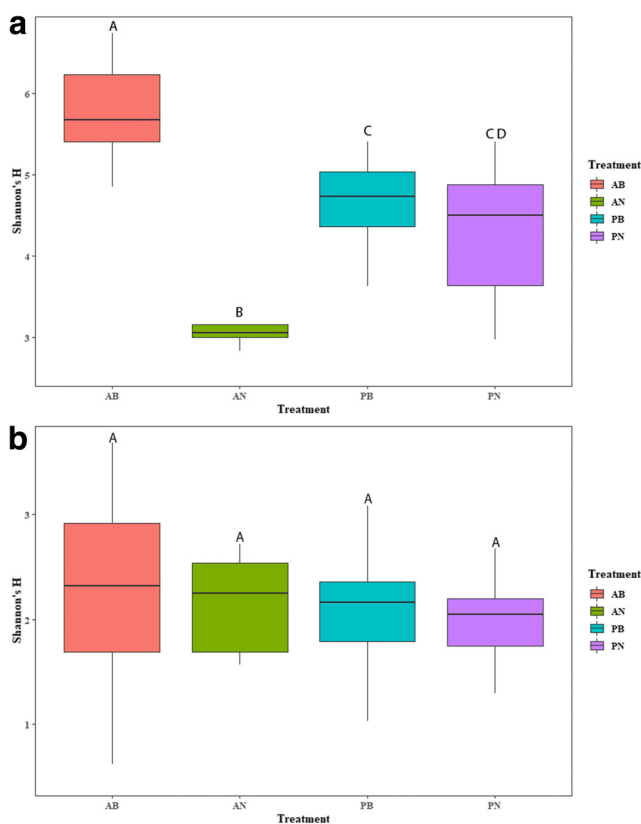 a
A
B
C
C D
6
5
4
3
Shannon's H
AB
AN
PB
PN
Treatment
Treatment
AB
AN
PB
PN
b
A
A
A
A
3
2
1
Shannon's H
AB
AN
PB
PN
Treatment
Treatment
AB
AN
PB
PN